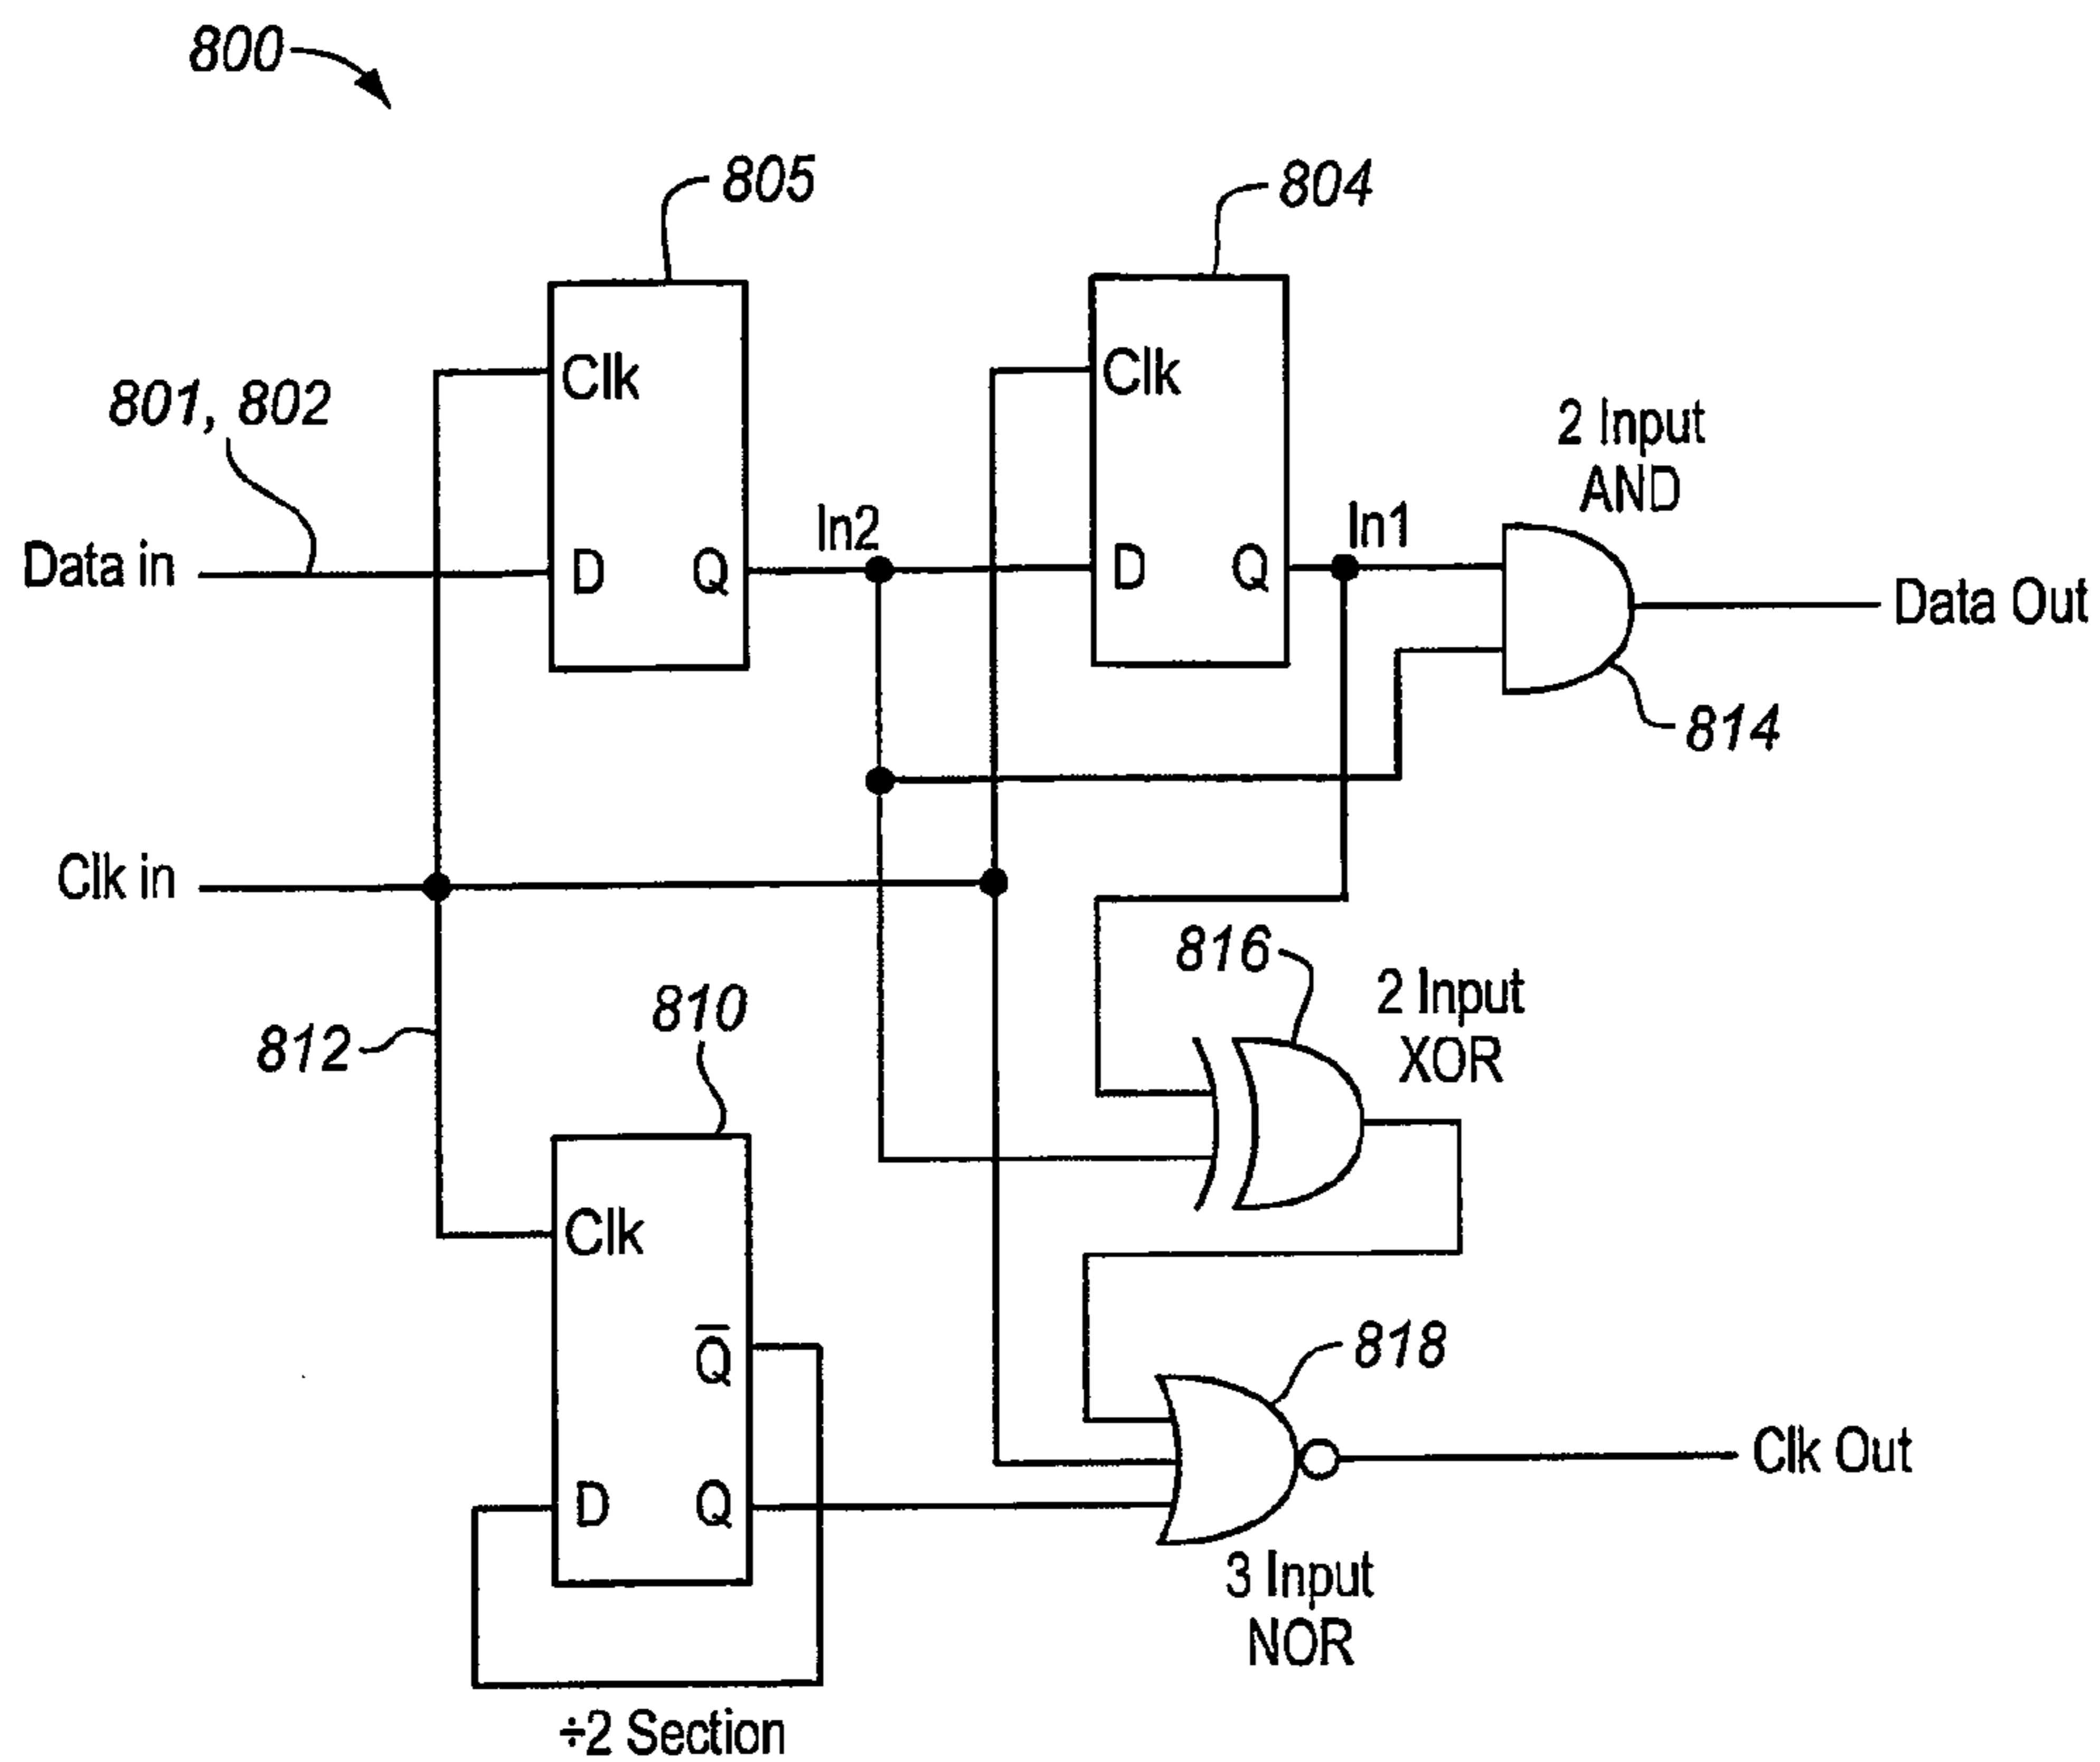 800
805
804
801, 802
Clk
Clk
2 Input
AND
Data in
D
Q
In2
D
Q
In1
Data Out
814
Clk in
816
2 Input
XOR
810
812
Clk
Q̅
818
D
Q
Clk Out
3 Input
NOR
÷2 Section